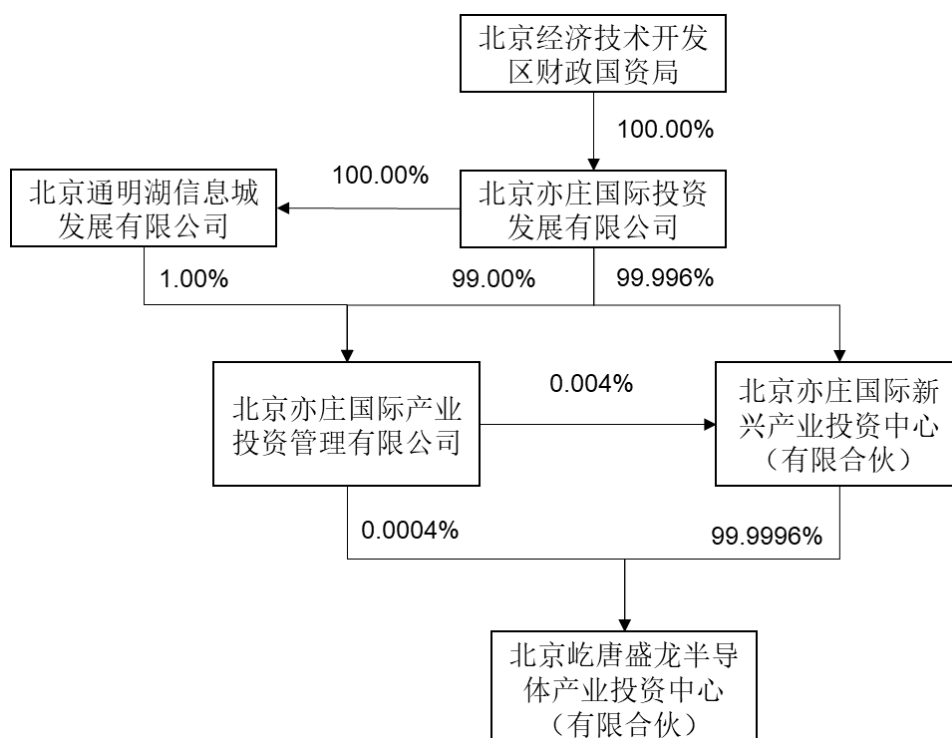 北京经济技术开发
区财政国资局
100.00%
100.00%
北京通明湖信息城
发展有限公司
北京亦庄国际投资
发展有限公司
1.00%
99.00%
99.996%
北京亦庄国际产业
投资管理有限公司
0.004%
北京亦庄国际新
兴产业投资中心
（有限合伙）
0.0004%
99.9996%
北京屹唐盛龙半导
体产业投资中心
（有限合伙）